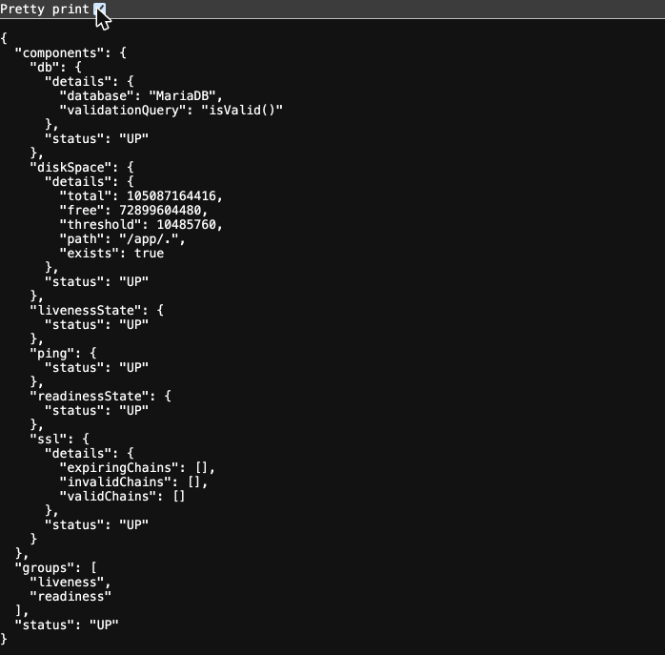 Pretty print
{
  "components": {
    "db": {
      "details": {
        "database": "MariaDB",
        "validationQuery": "isValid()"
      },
      "status": "UP"
    },
    "diskSpace": {
      "details": {
        "total": 105087164416,
        "free": 72899604480,
        "threshold": 10485760,
        "path": "/app/.",
        "exists": true
      },
      "status": "UP"
    },
    "livenessState": {
      "status": "UP"
    },
    "ping": {
      "status": "UP"
    },
    "readinessState": {
      "status": "UP"
    },
    "ssl": {
      "details": {
        "expiringChains": [],
        "invalidChains": [],
        "validChains": []
      },
      "status": "UP"
    }
  },
  "groups": [
    "liveness",
    "readiness"
  ],
  "status": "UP"
}